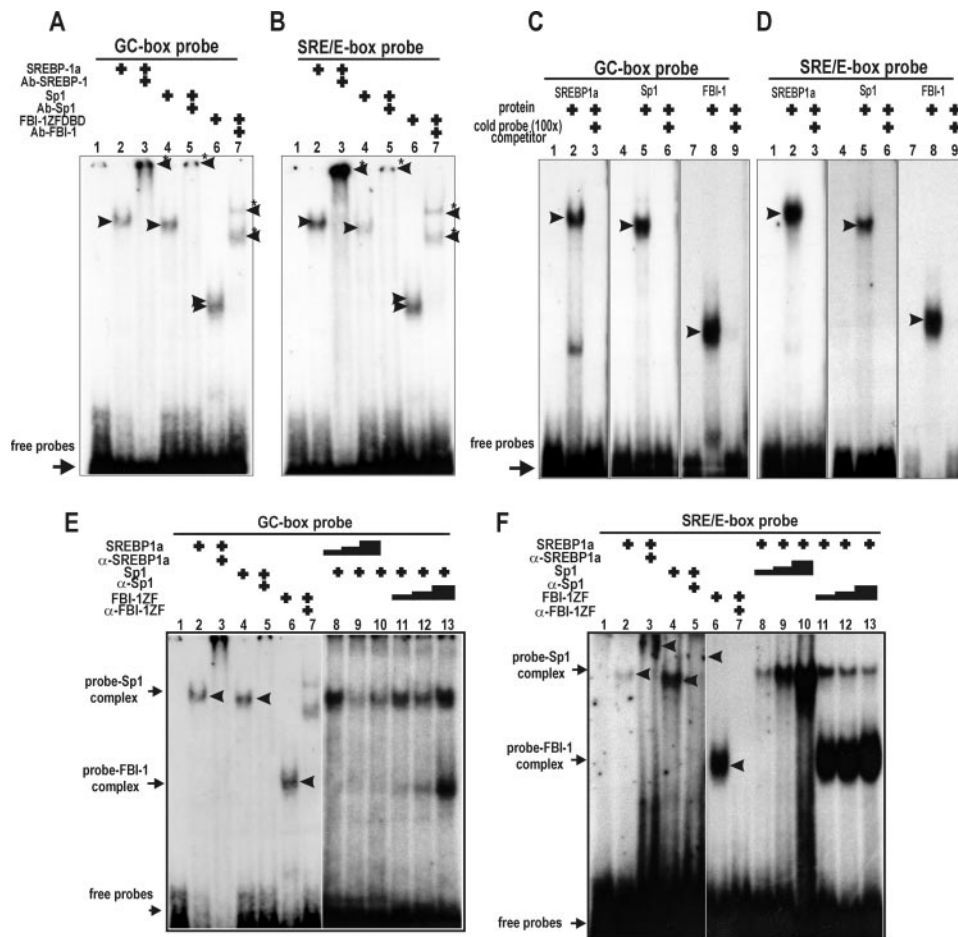 A
GC-box probe
SREBP-1a
Ab-SREBP-1
Sp1
Ab-Sp1
FBI-1ZFDBD
Ab-FBI-1
1 2 3 4 5 6 7
* * * *
free probes
B
SRE/E-box probe
1 2 3 4 5 6 7
* * * *
C
GC-box probe
SREBP1a Sp1 FBI-1
protein
cold probe (100x)
competitor
1 2 3 4 5 6 7 8 9
free probes
D
SRE/E-box probe
SREBP1a Sp1 FBI-1
1 2 3 4 5 6 7 8 9
E
GC-box probe
SREBP1a
α-SREBP1a
Sp1
α-Sp1
FBI-1ZF
α-FBI-1ZF
1 2 3 4 5 6 7 8 9 10 11 12 13
probe-Sp1
complex
probe-FBI-1
complex
free probes
F
SRE/E-box probe
SREBP1a
α-SREBP1a
Sp1
α-Sp1
FBI-1ZF
α-FBI-1ZF
1 2 3 4 5 6 7 8 9 10 11 12 13
probe-Sp1
complex
probe-FBI-1
complex
free probes